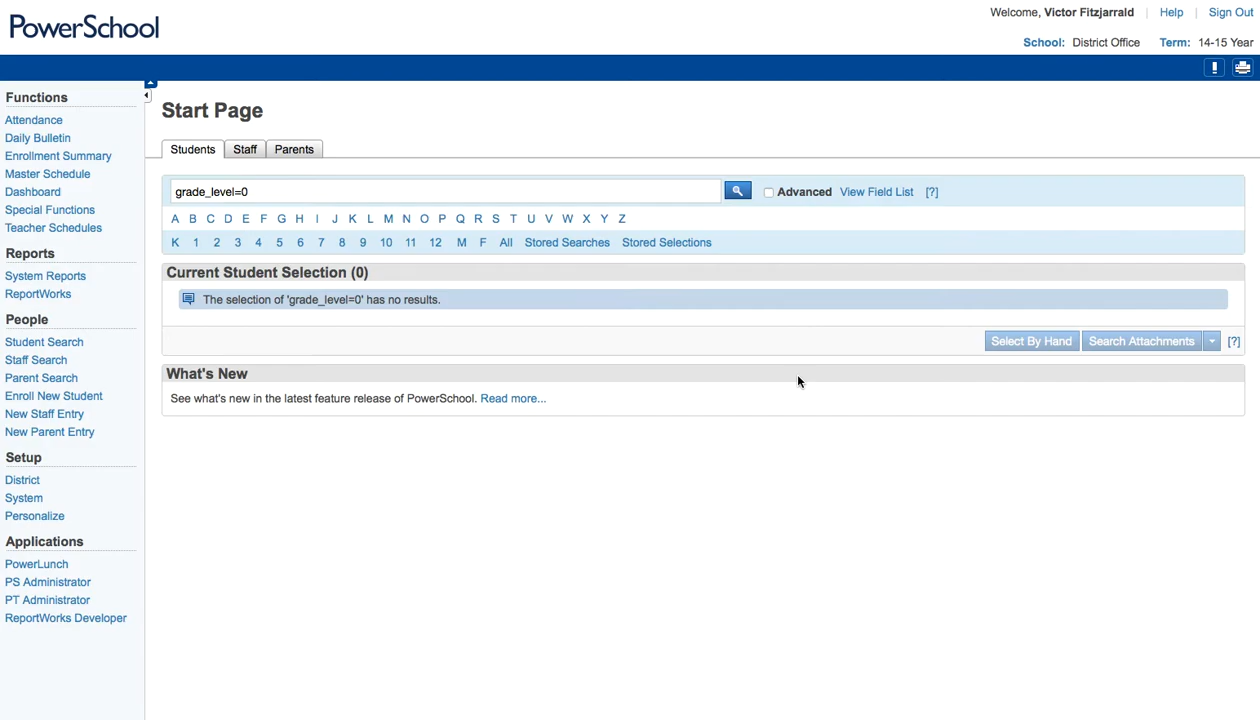 PowerSchool
Welcome, Victor Fitzjarrald | Help | Sign Out
School: District Office Term: 14-15 Year
Functions
Attendance
Daily Bulletin
Enrollment Summary
Master Schedule
Dashboard
Special Functions
Teacher Schedules
Reports
System Reports
ReportWorks
People
Student Search
Staff Search
Parent Search
Enroll New Student
New Staff Entry
New Parent Entry
Setup
District
System
Personalize
Applications
PowerLunch
PS Administrator
PT Administrator
ReportWorks Developer
Start Page
Students Staff Parents
grade_level=0 Advanced View Field List [?]
A B C D E F G H I J K L M N O P Q R S T U V W X Y Z
K 1 2 3 4 5 6 7 8 9 10 11 12 M F All Stored Searches Stored Selections
Current Student Selection (0)
The selection of 'grade_level=0' has no results.
Select By Hand Search Attachments [?]
What's New
See what's new in the latest feature release of PowerSchool. Read more...